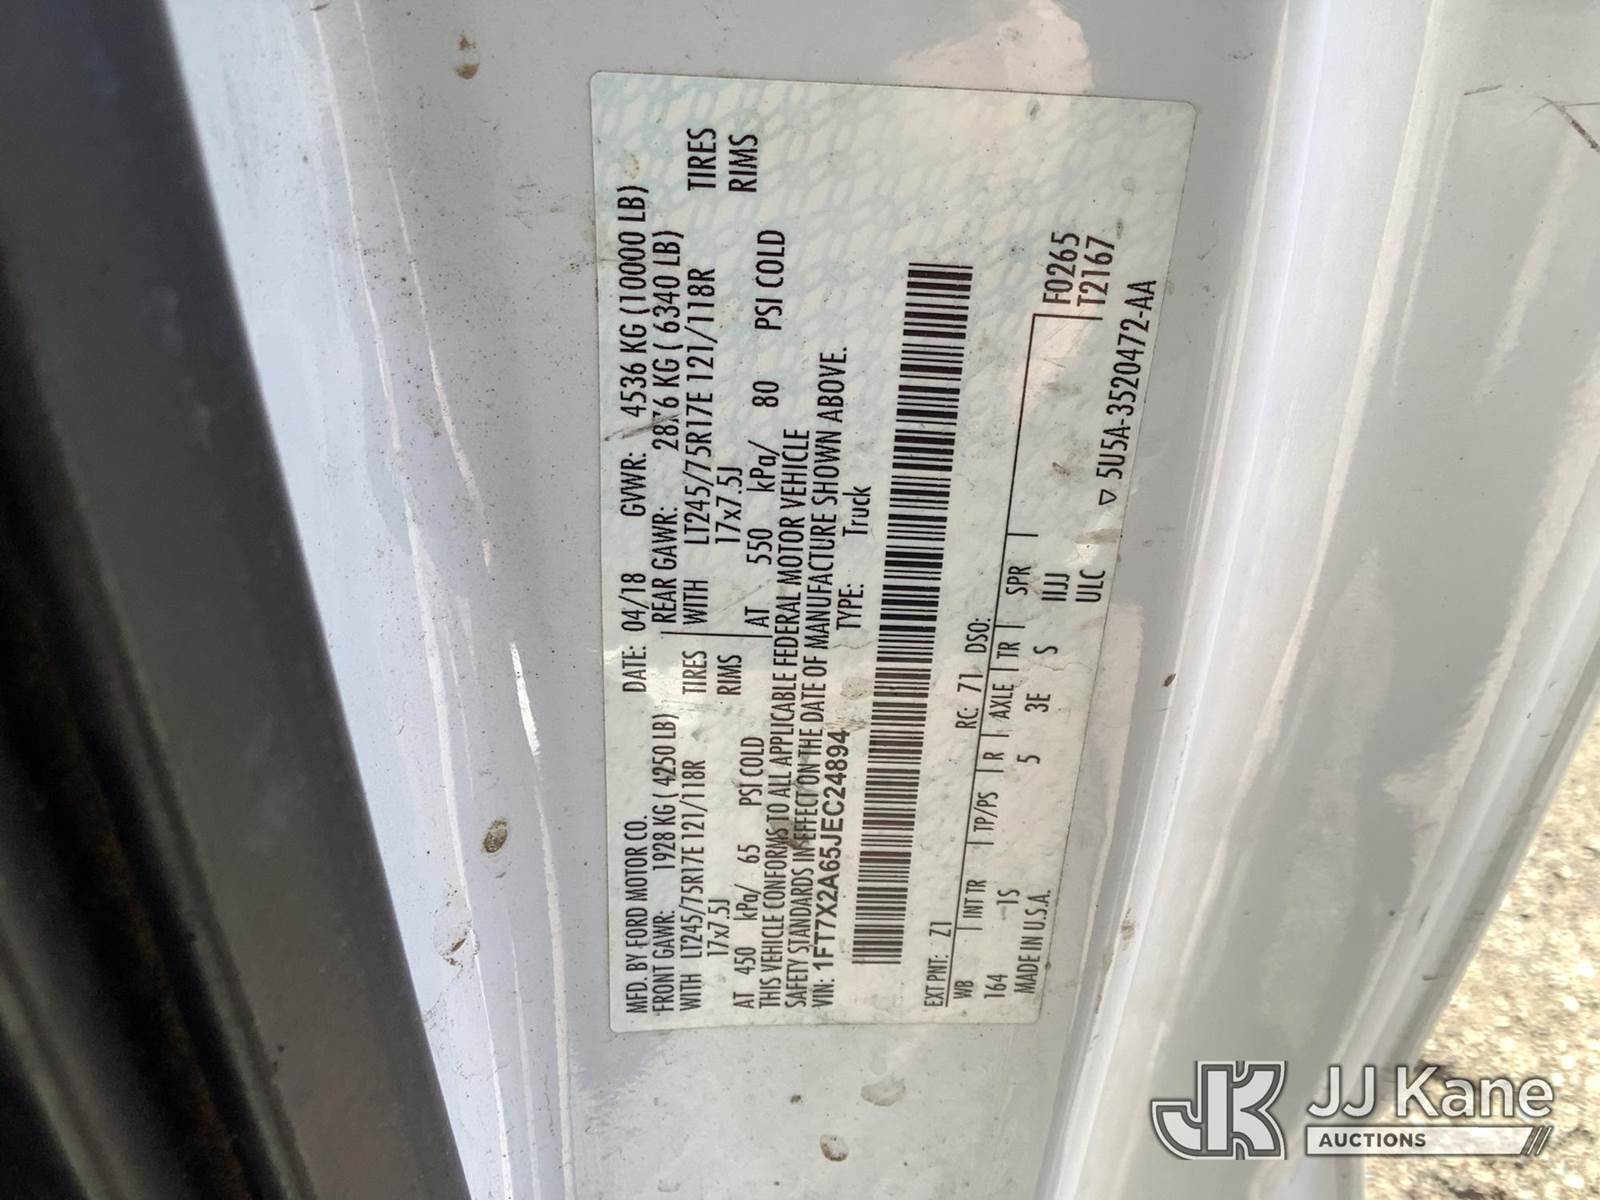 MFD. BY FORD MOTOR CO. DATE: 04/18 GVWR: 4536 KG (10000 LB)
FRONT GAWR: 1928 KG ( 4250 LB) REAR GAWR: 2876 KG ( 6340 LB)
WITH LT245/75R17E 121/118R TIRES WITH LT245/75R17E 121/118R TIRES
17x7.5J RIMS 17x7.5J RIMS
AT 450 kPa/ 65 PSI COLD AT 550 kPa/ 80 PSI COLD
THIS VEHICLE CONFORMS TO ALL APPLICABLE FEDERAL MOTOR VEHICLE
SAFETY STANDARDS IN EFFECT ON THE DATE OF MANUFACTURE SHOWN ABOVE.
VIN: 1FT7X2A65JEC24894 TYPE: Truck
EXT PNT: Z1 RC: 71 DSO:
WB INT TR TP/PS R AXLE TR SPR F0265
164 -1S 5 3E S IIJJ T2167
MADE IN U.S.A. ULC
▽ 5U5A-3520472-AA
JK JJ Kane
AUCTIONS